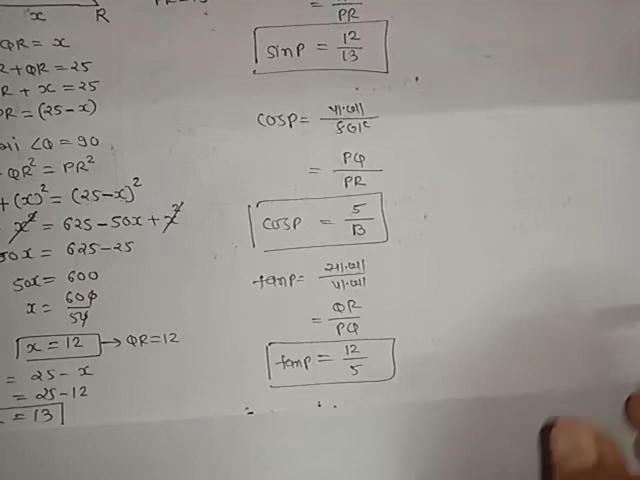 x R
QR = x
R + QR = 25
R + x = 25
PR = (25 - x)
માં ∠Q = 90
QR² = PR²
+ (x)² = (25 - x)²
x² = 625 - 50x + x²
50x = 625 - 25
50x = 600
x = 600/50
x = 12 → QR = 12
= 25 - x
= 25 - 12
= 13
= /PR
sinP = 12/13
cosP = પા.બા/કર્ણ
= PQ/PR
cosP = 5/13
tanP = સા.બા/પા.બા
= QR/PQ
tanP = 12/5